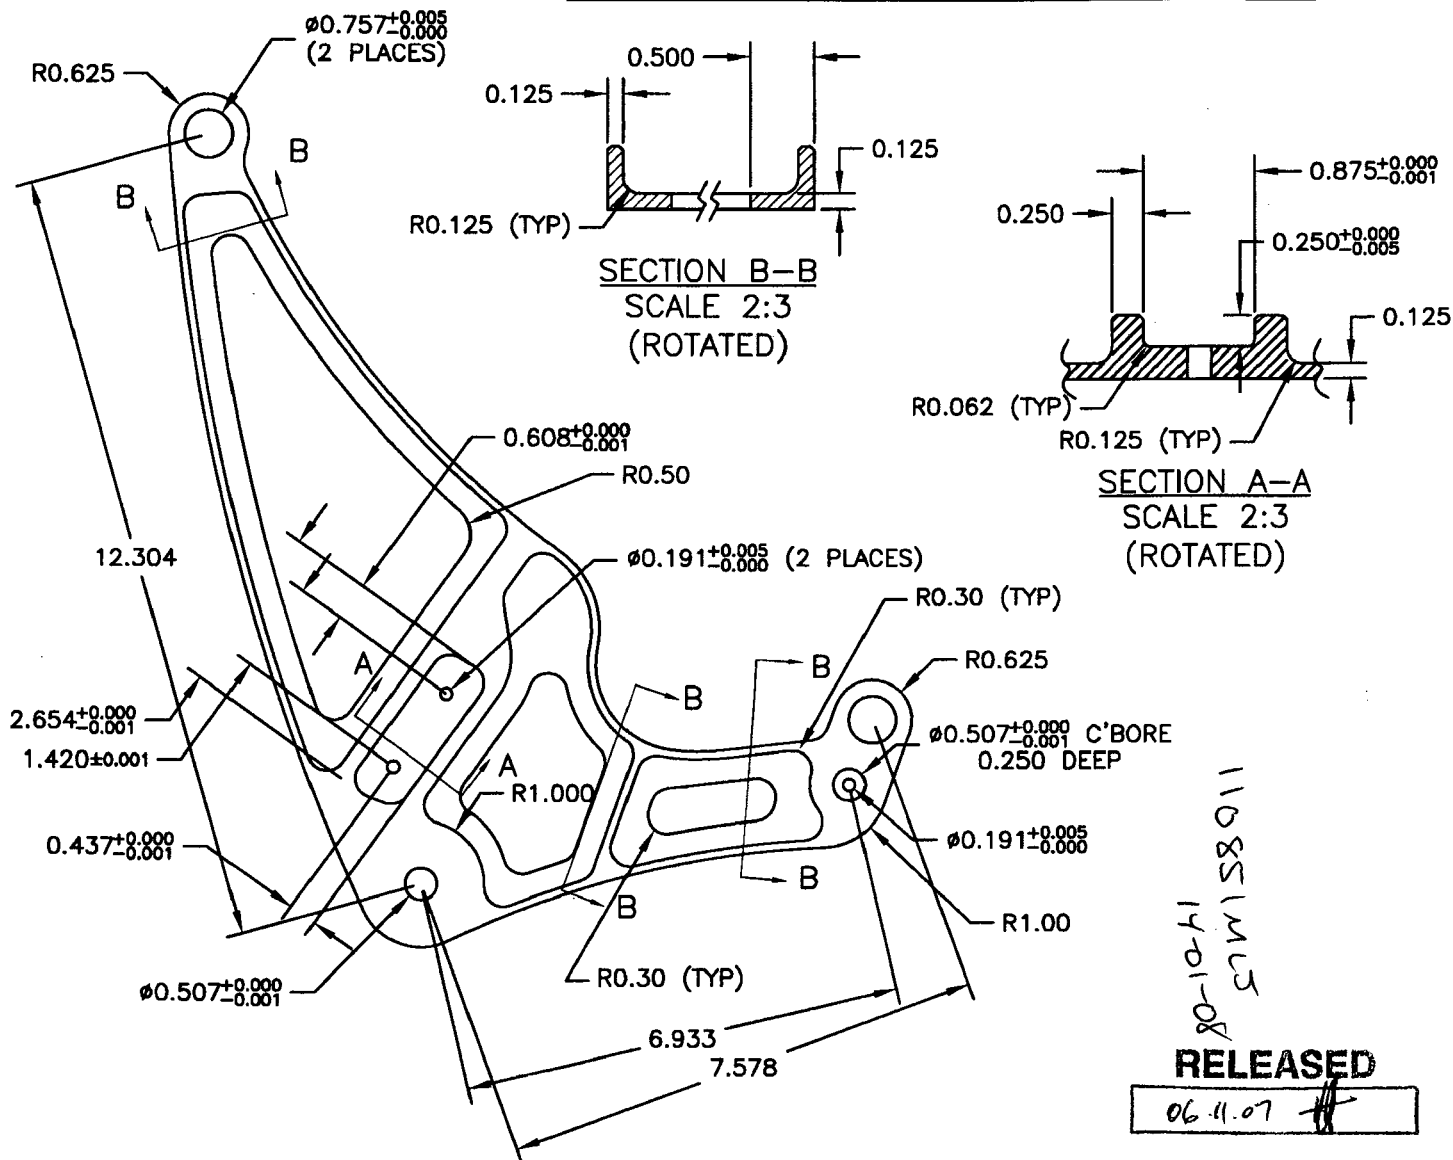 ø0.757+0.005 -0.000
(2 PLACES)
R0.625
0.500
0.125
0.125
R0.125 (TYP)
SECTION B-B
SCALE 2:3
(ROTATED)
0.875+0.000 -0.001
0.250
0.250+0.000 -0.005
0.125
R0.062 (TYP)
R0.125 (TYP)
SECTION A-A
SCALE 2:3
(ROTATED)
B
B
0.608+0.000 -0.001
R0.50
12.304
ø0.191+0.005 -0.000 (2 PLACES)
R0.30 (TYP)
R0.625
A
B
B
2.654+0.000 -0.001
1.420±0.001
ø0.507+0.000 -0.001 C'BORE
0.250 DEEP
A
R1.000
0.437+0.000 -0.001
ø0.191+0.005 -0.000
B
B
R1.00
R0.30 (TYP)
ø0.507+0.000 -0.001
6.933
7.578
14-01-08
RELEASED
06.11.07